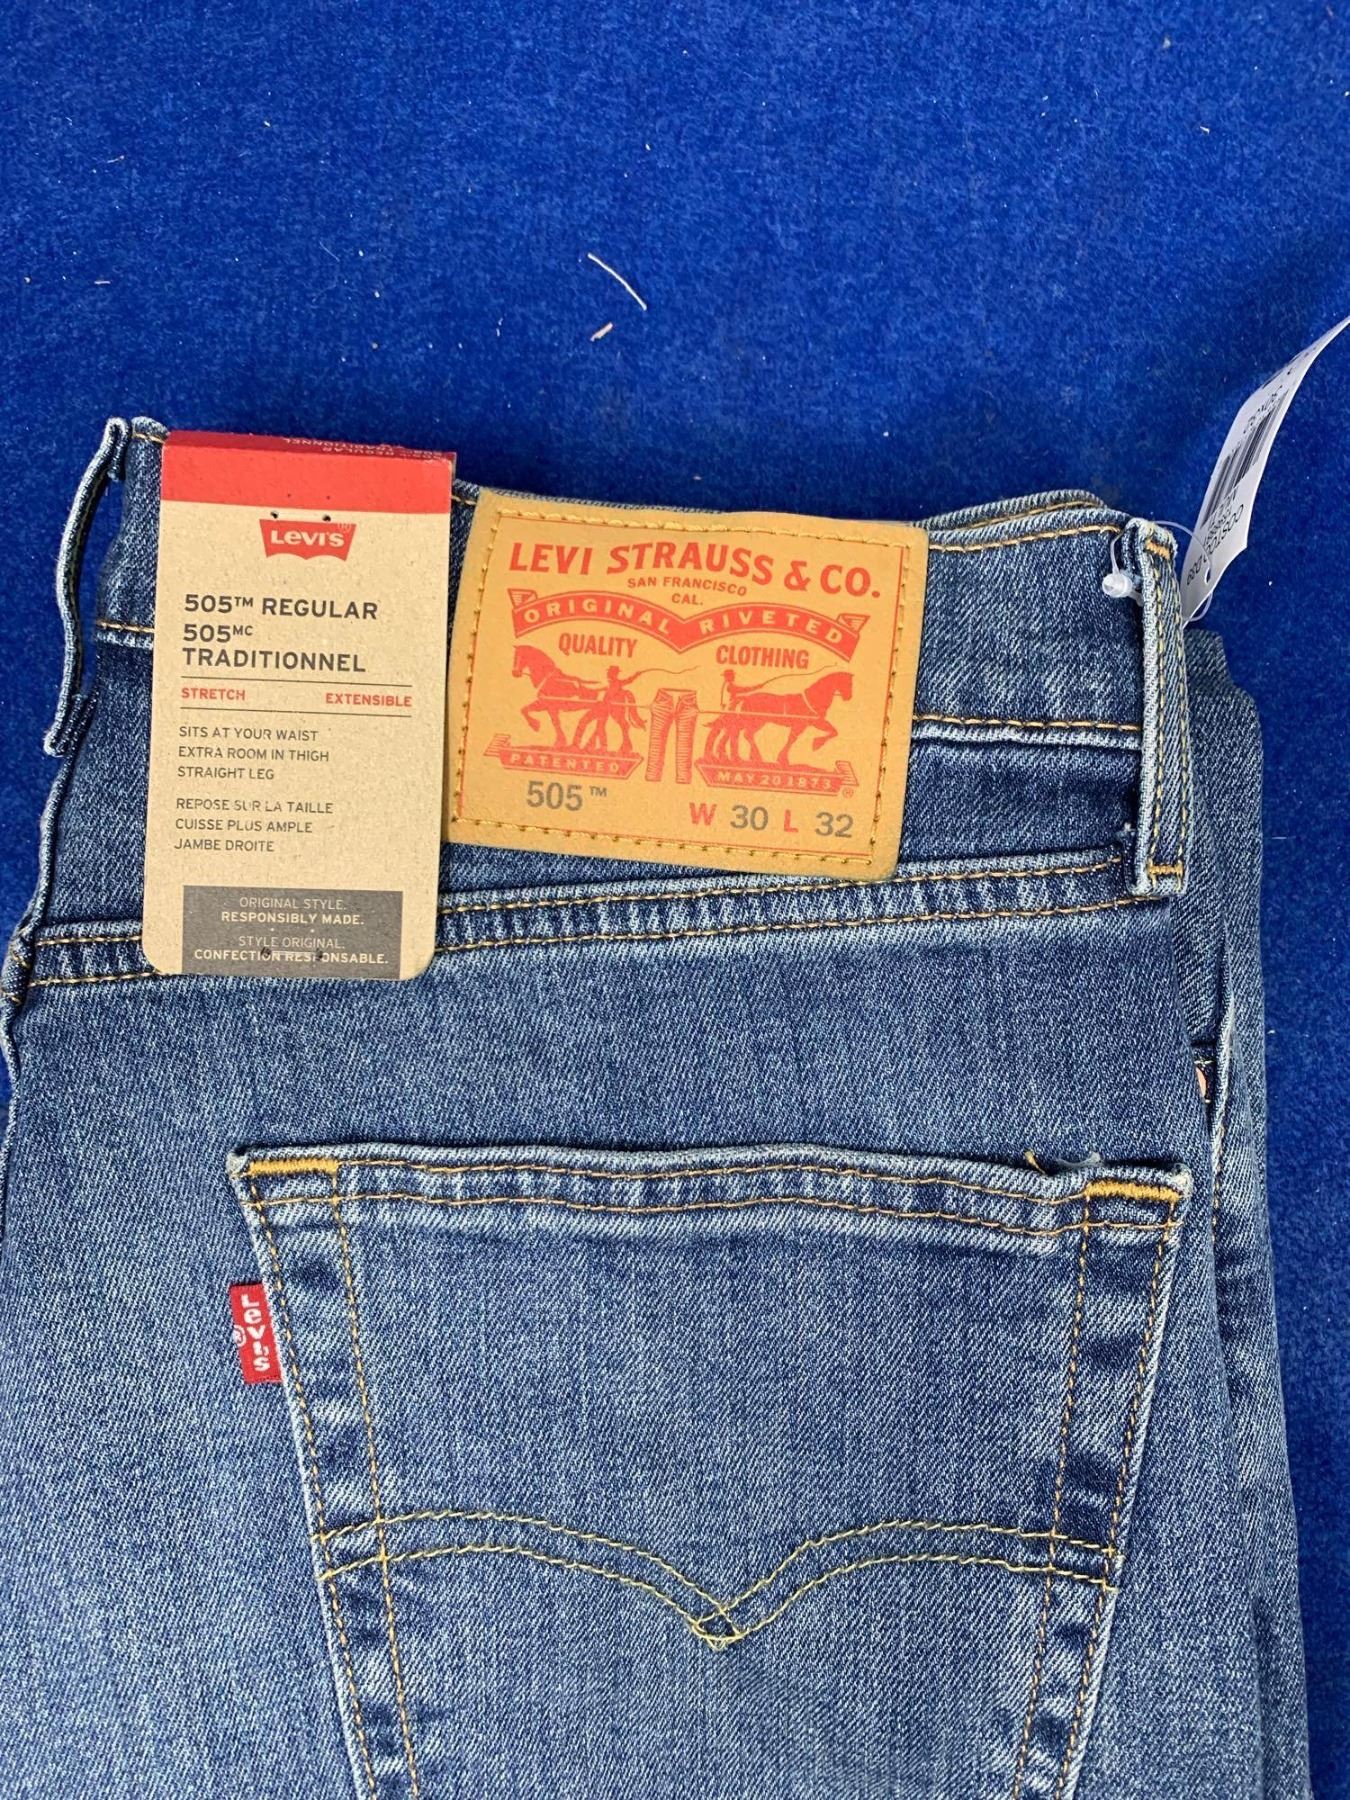 LEVI'S
505™ REGULAR
505MC
TRADITIONNEL
STRETCH EXTENSIBLE
SITS AT YOUR WAIST
EXTRA ROOM IN THIGH
STRAIGHT LEG
REPOSE SUR LA TAILLE
CUISSE PLUS AMPLE
JAMBE DROITE
ORIGINAL STYLE.
RESPONSIBLY MADE.
STYLE ORIGINAL.
CONFECTION RESPONSABLE.
LEVI STRAUSS & CO.
SAN FRANCISCO
CAL.
ORIGINAL RIVETED
QUALITY CLOTHING
PATENTED MAY 20 1873 ®
505™ W 30 L 32
LEVI'S ®